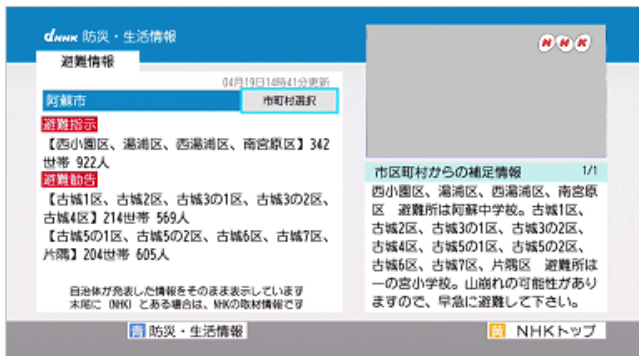 dNHK 防災・生活情報
避難情報
04月19日14時41分更新
阿蘇市
市町村選択
避難指示
【西小園区、湯浦区、西湯浦区、南宮原区】342
世帯 922人
避難勧告
【古城1区、古城2区、古城3の1区、古城3の2区、
古城4区】214世帯 569人
【古城5の1区、古城5の2区、古城6区、古城7区、
片隅】204世帯 605人
自治体が発表した情報をそのまま表示しています
末尾に (NHK) とある場合は、NHKの取材情報です
NHK
市区町村からの補足情報 1/1
西小園区、湯浦区、西湯浦区、南宮原
区 避難所は阿蘇中学校。古城1区、
古城2区、古城3の1区、古城3の2区、
古城4区、古城5の1区、古城5の2区、
古城6区、古城7区、片隅区 避難所は
一の宮小学校。山崩れの可能性があり
ますので、早急に避難して下さい。
青 防災・生活情報
黄 NHKトップ